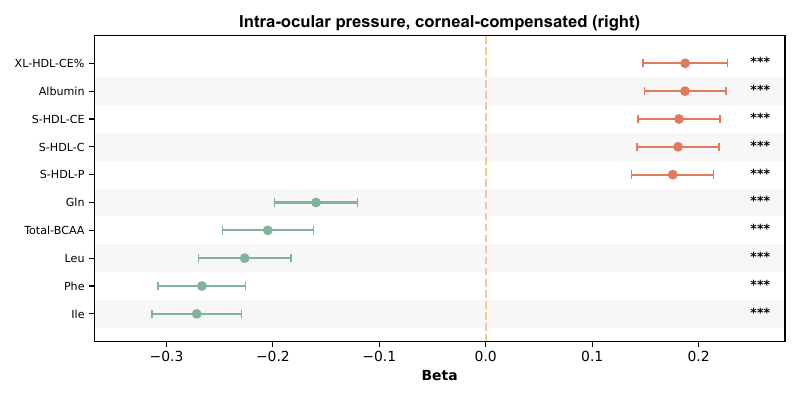 Intra-ocular pressure, corneal-compensated (right)
XL-HDL-CE% ***
Albumin ***
S-HDL-CE ***
S-HDL-C ***
S-HDL-P ***
Gln ***
Total-BCAA ***
Leu ***
Phe ***
Ile ***
−0.3 −0.2 −0.1 0.0 0.1 0.2
Beta